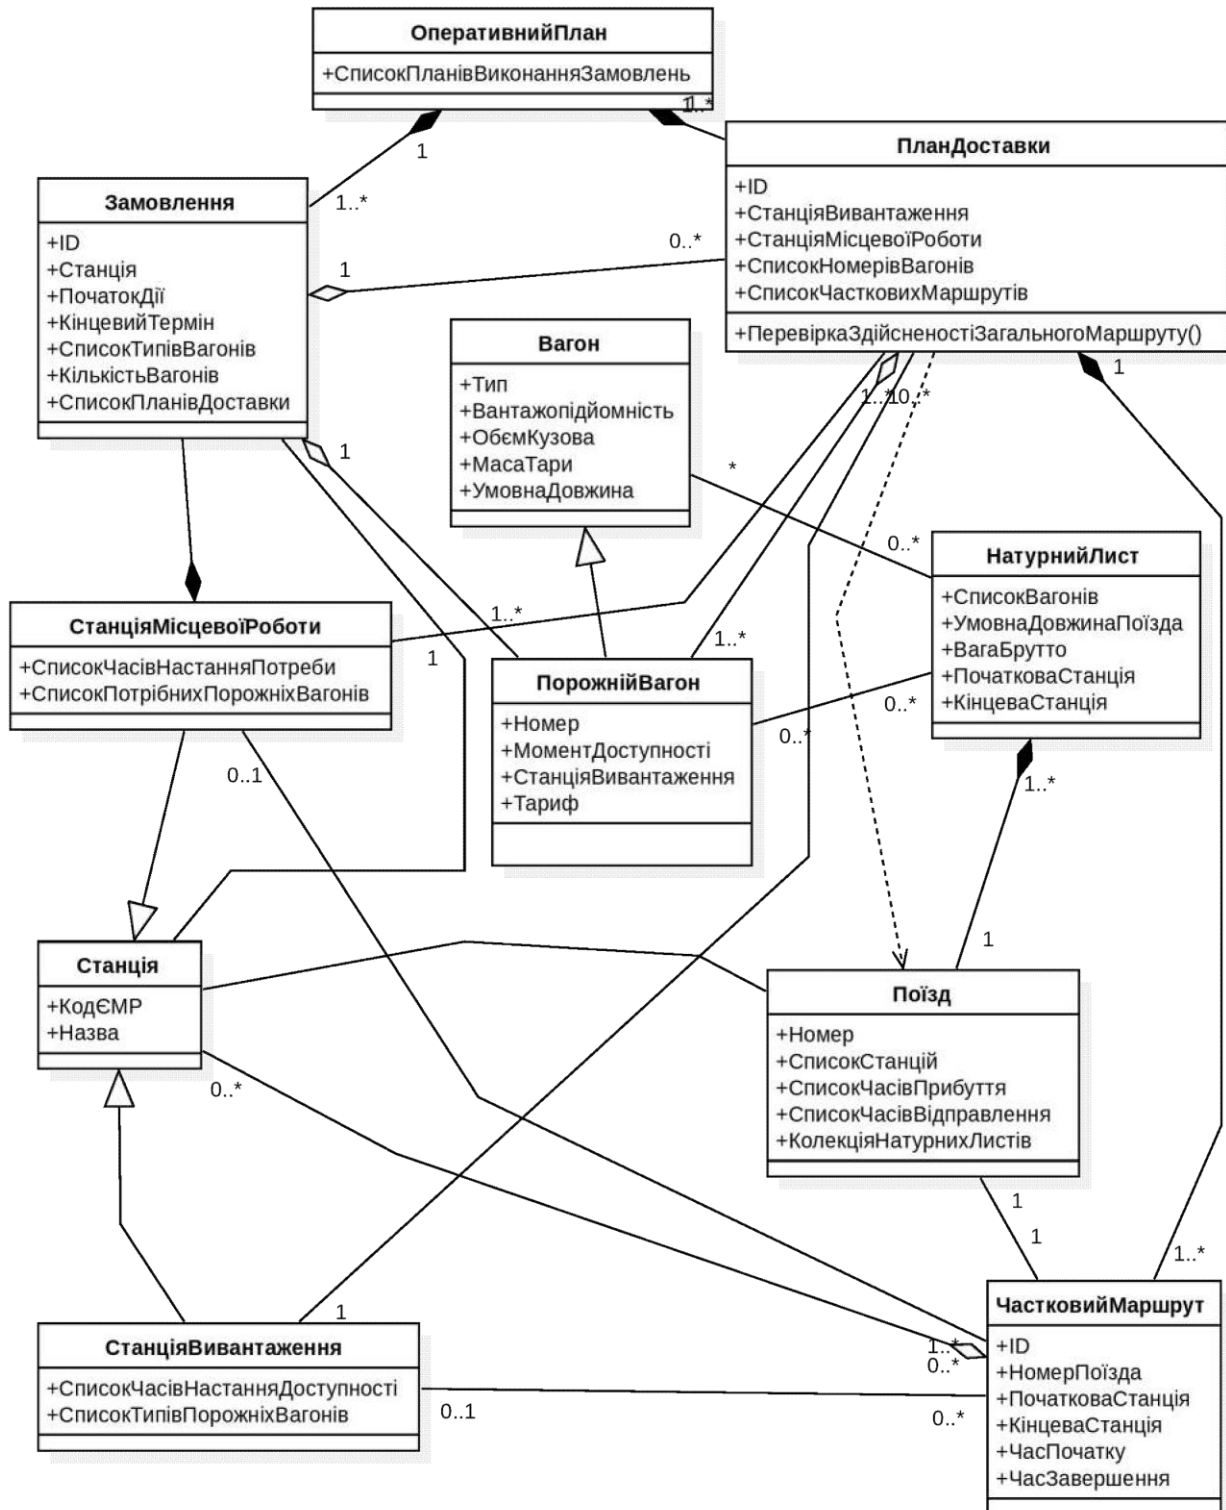 ОперативнийПлан
+СписокПланівВиконанняЗамовлень
1
1..*
1..*
ПланДоставки
+ID
+СтанціяВивантаження
+СтанціяМісцевоїРоботи
+СписокНомерівВагонів
+СписокЧастковихМаршрутів
+ПеревіркаЗдійсненостіЗагальногоМаршруту()
Замовлення
+ID
+Станція
+ПочатокДії
+КінцевийТермін
+СписокТипівВагонів
+КількістьВагонів
+СписокПланівДоставки
1
0..*
Вагон
+Тип
+Вантажопідйомність
+ОбємКузова
+МасаТари
+УмовнаДовжина
1
1..*
0..*
1
*
0..*
НатурнийЛист
+СписокВагонів
+УмовнаДовжинаПоїзда
+ВагаБрутто
+ПочатковаСтанція
+КінцеваСтанція
СтанціяМісцевоїРоботи
+СписокЧасівНастанняПотреби
+СписокПотрібнихПорожніхВагонів
1..*
1
1..*
ПорожнійВагон
+Номер
+МоментДоступності
+СтанціяВивантаження
+Тариф
0..*
0..*
0..1
1..*
1
Станція
+КодЄМР
+Назва
0..*
Поїзд
+Номер
+СписокСтанцій
+СписокЧасівПрибуття
+СписокЧасівВідправлення
+КолекціяНатурнихЛистів
1
1
1..*
1
СтанціяВивантаження
+СписокЧасівНастанняДоступності
+СписокТипівПорожніхВагонів
0..1
0..*
1..*
0..*
ЧастковийМаршрут
+ID
+НомерПоїзда
+ПочатковаСтанція
+КінцеваСтанція
+ЧасПочатку
+ЧасЗавершення